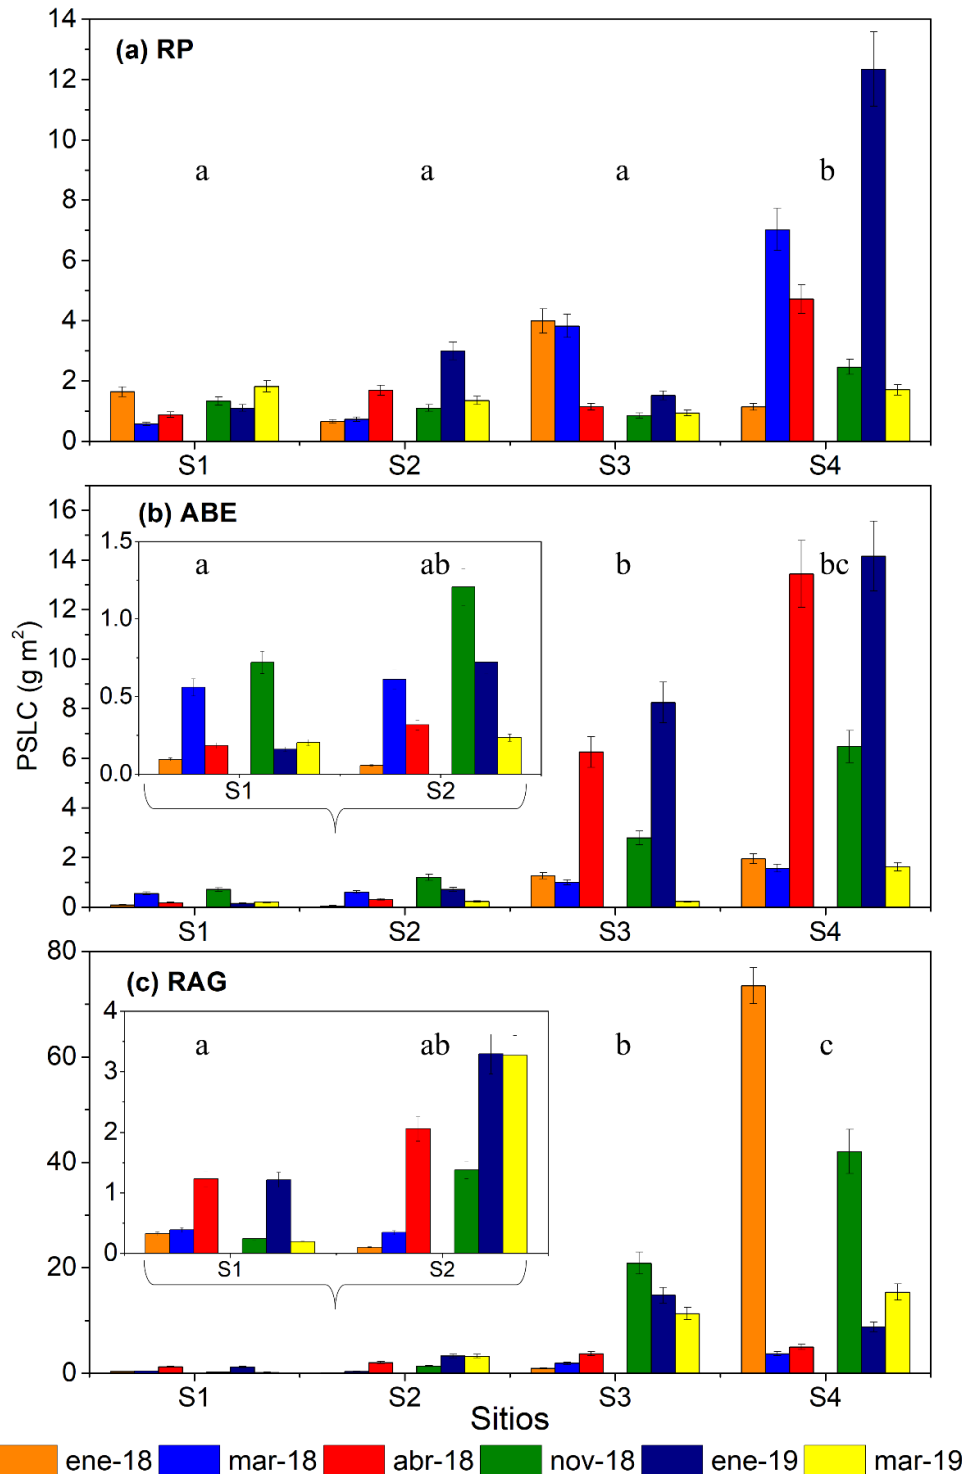 14
(a) RP
12
10
8
a a a b
6
4
2
0
S1 S2 S3 S4
16
(b) ABE
14
1.5
a ab b bc
12
1.0
10
8
0.5
6
0.0
S1 S2
4
2
0
S1 S2 S3 S4
PSLC (g m²)
80
(c) RAG
4
a ab b c
60
3
2
40
1
0
S1 S2
20
0
S1 S2 S3 S4
Sitios
ene-18 mar-18 abr-18 nov-18 ene-19 mar-19